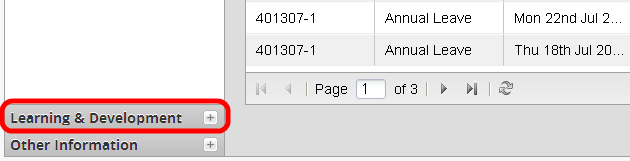 401307-1 Annual Leave Mon 22nd Jul 2...
401307-1 Annual Leave Thu 18th Jul 20...
Page 1 of 3
Learning & Development
Other Information